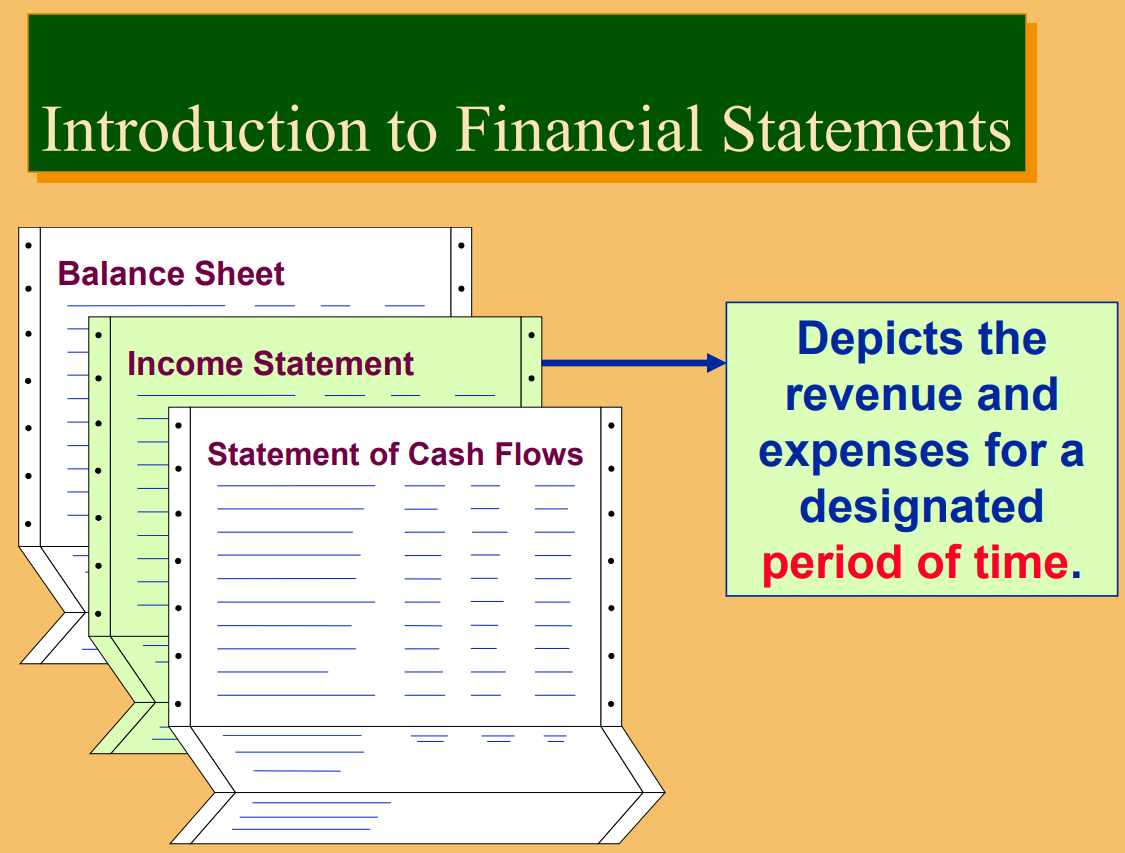 Introduction to Financial Statements
Balance Sheet
Income Statement
Statement of Cash Flows
Depicts the
revenue and
expenses for a
designated
period of time.